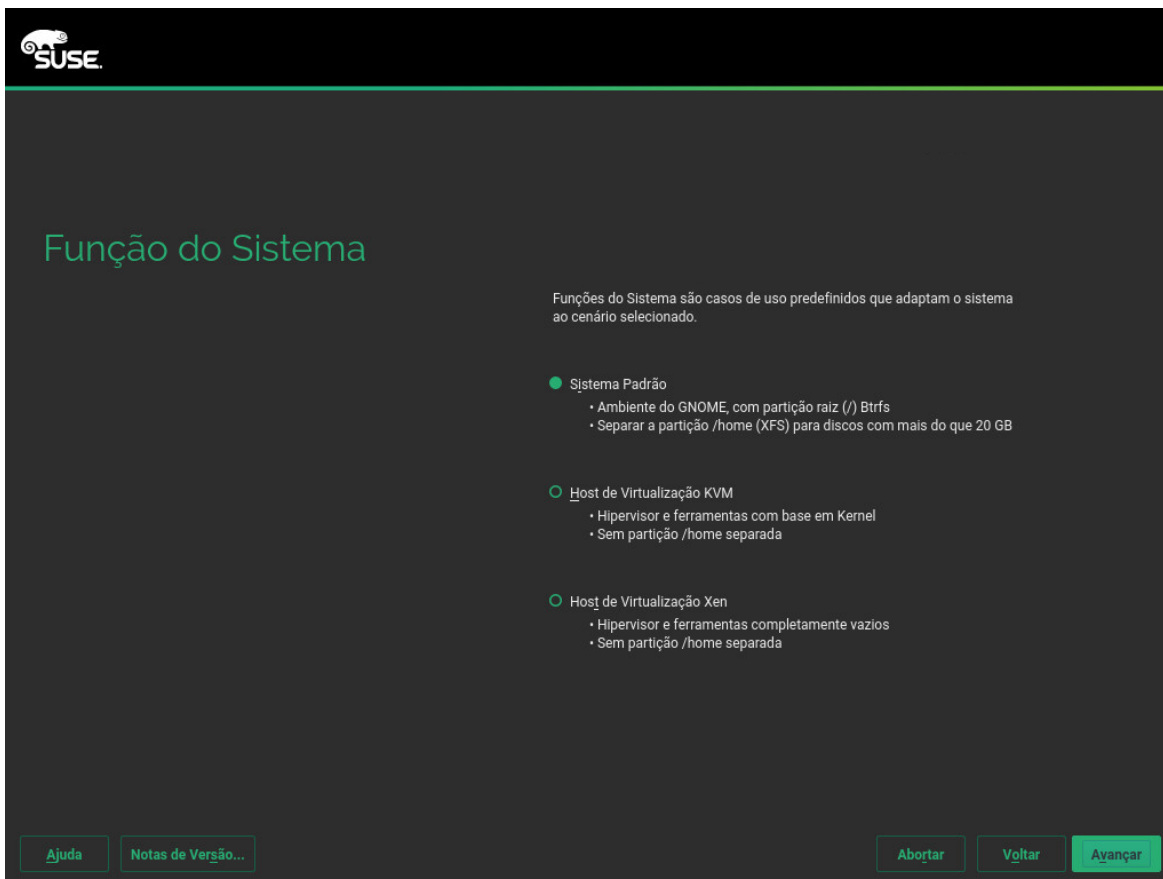 SUSE.
Função do Sistema
Funções do Sistema são casos de uso predefinidos que adaptam o sistema
ao cenário selecionado.
Sistema Padrão
• Ambiente do GNOME, com partição raiz (/) Btrfs
• Separar a partição /home (XFS) para discos com mais do que 20 GB
Host de Virtualização KVM
• Hipervisor e ferramentas com base em Kernel
• Sem partição /home separada
Host de Virtualização Xen
• Hipervisor e ferramentas completamente vazios
• Sem partição /home separada
Ajuda Notas de Versão... Abortar Voltar Avançar